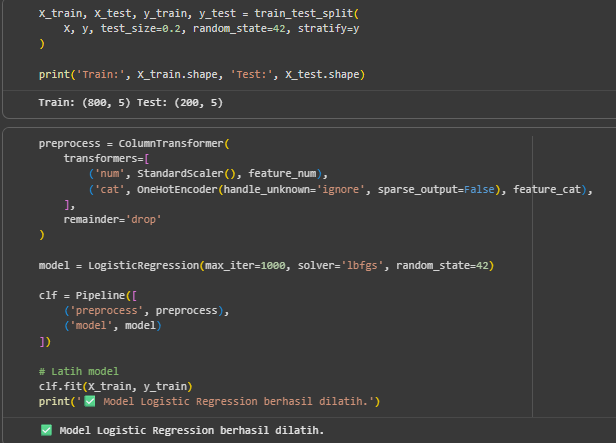 X_train, X_test, y_train, y_test = train_test_split(
    X, y, test_size=0.2, random_state=42, stratify=y
)
print('Train:', X_train.shape, 'Test:', X_test.shape)
Train: (800, 5) Test: (200, 5)
preprocess = ColumnTransformer(
    transformers=[
        ('num', StandardScaler(), feature_num),
        ('cat', OneHotEncoder(handle_unknown='ignore', sparse_output=False), feature_cat),
    ],
    remainder='drop'
)
model = LogisticRegression(max_iter=1000, solver='lbfgs', random_state=42)
clf = Pipeline([
    ('preprocess', preprocess),
    ('model', model)
])
# Latih model
clf.fit(X_train, y_train)
print('✅ Model Logistic Regression berhasil dilatih.')
✅ Model Logistic Regression berhasil dilatih.